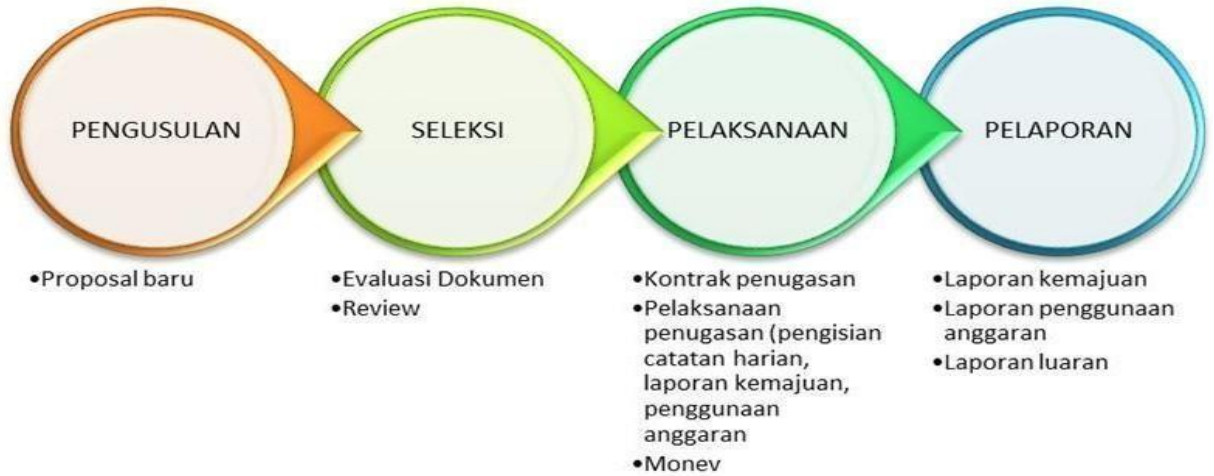 PENGUSULAN
SELEKSI
PELAKSANAAN
PELAPORAN
•Proposal baru
•Evaluasi Dokumen
•Review
•Kontrak penugasan
•Pelaksanaan
penugasan (pengisian
catatan harian,
laporan kemajuan,
penggunaan
anggaran
•Monev
•Laporan kemajuan
•Laporan penggunaan
anggaran
•Laporan luaran